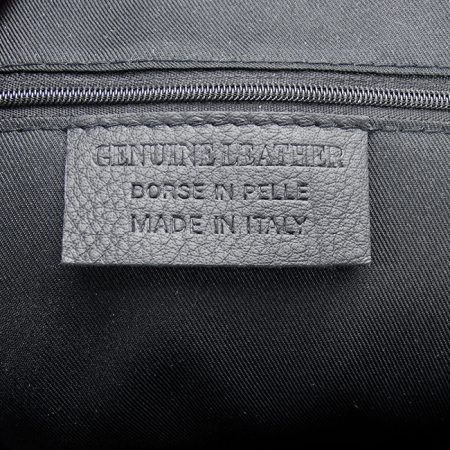 GENUINE LEATHER
BORSE IN PELLE
MADE IN ITALY